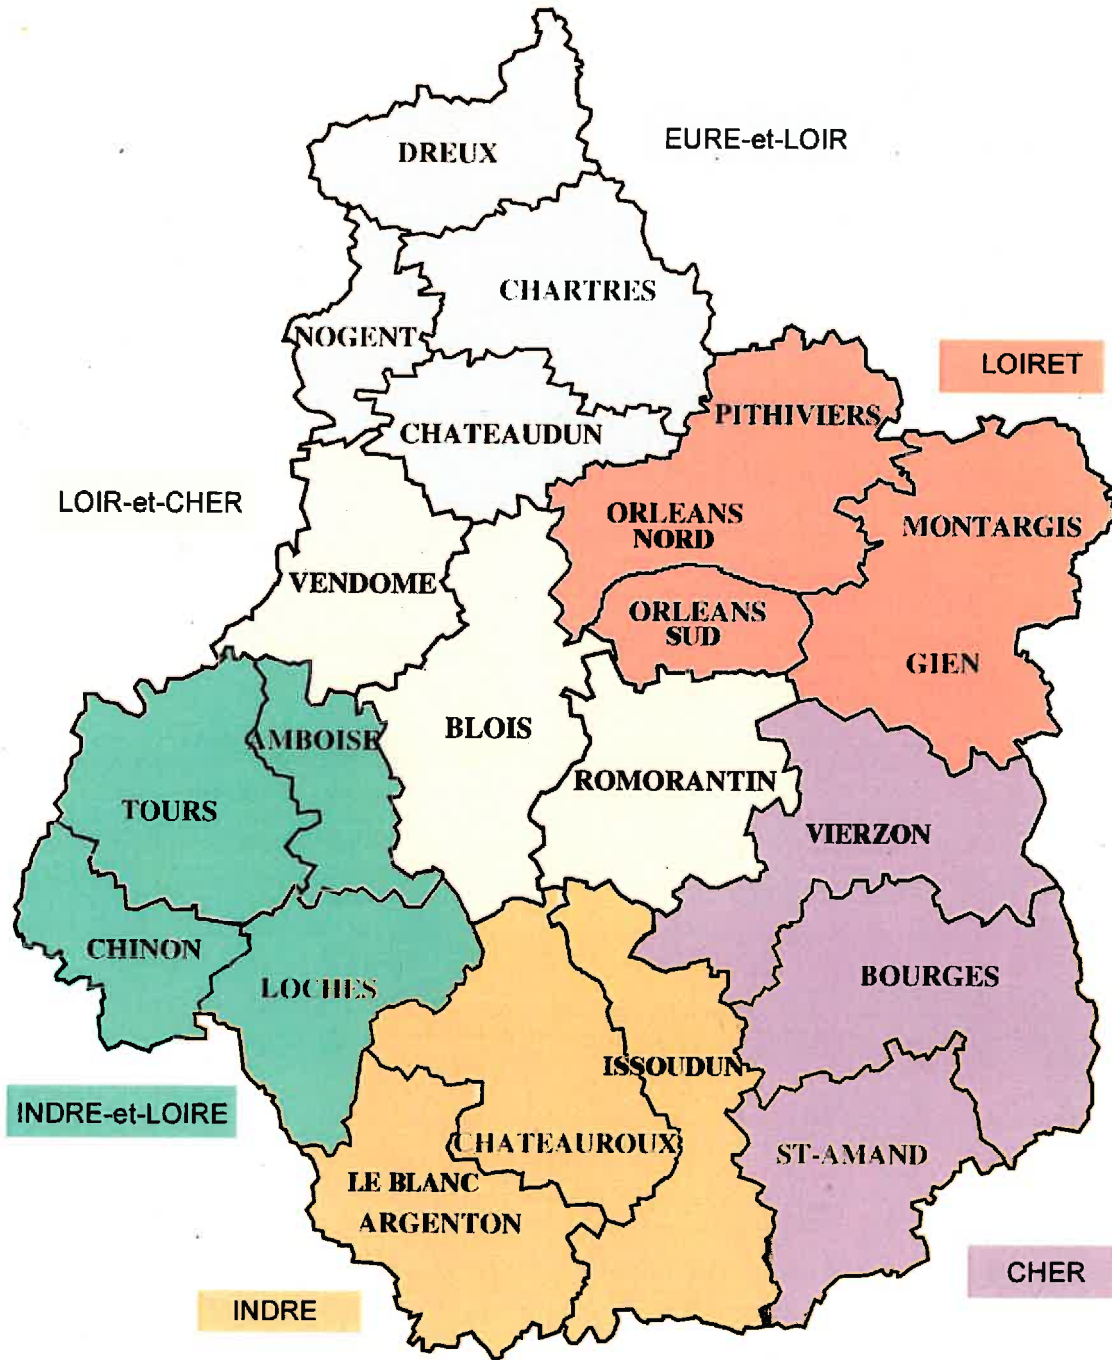 DREUX
EURE-et-LOIR
CHARTRES
NOGENT
LOIRET
PITHIVIERS
CHATEAUDUN
LOIR-et-CHER
ORLEANS
NORD
MONTARGIS
VENDOME
ORLEANS
SUD
GIEN
BLOIS
AMBOISE
ROMORANTIN
TOURS
VIERZON
CHINON
LOCHES
BOURGES
ISSOUDUN
INDRE-et-LOIRE
CHATEAUROUX
ST-AMAND
LE BLANC
ARGENTON
CHER
INDRE